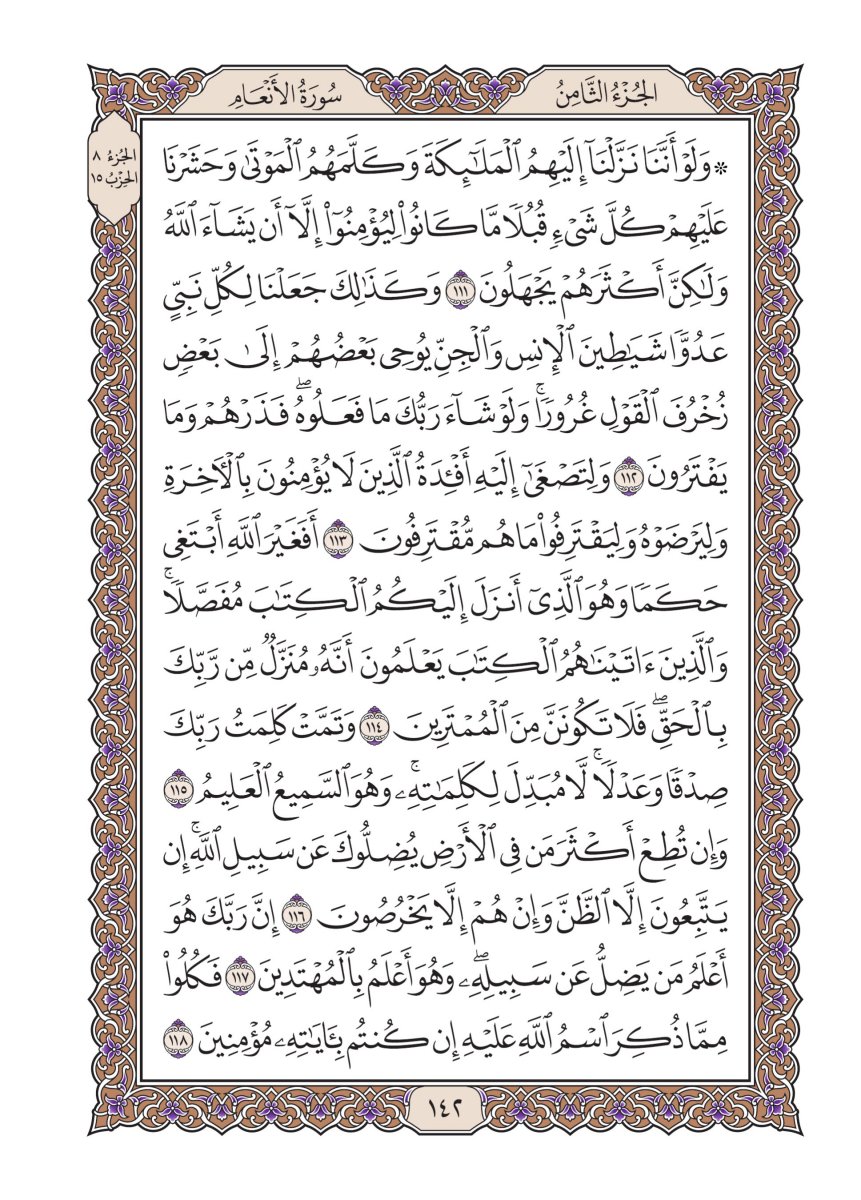 الجُزْءُ الثَّامِنُ
سُورَةُ الأَنْعَامِ
الجزء ٨
الحزب ١٥
۞ وَلَوْ أَنَّنَا نَزَّلْنَآ إِلَيْهِمُ ٱلْمَلَـٰٓئِكَةَ وَكَلَّمَهُمُ ٱلْمَوْتَىٰ وَحَشَرْنَا
عَلَيْهِمْ كُلَّ شَىْءٍ قُبُلًا مَّا كَانُوا۟ لِيُؤْمِنُوٓا۟ إِلَّآ أَن يَشَآءَ ٱللَّهُ
وَلَـٰكِنَّ أَكْثَرَهُمْ يَجْهَلُونَ ١١١ وَكَذَٰلِكَ جَعَلْنَا لِكُلِّ نَبِىٍّ
عَدُوًّا شَيَـٰطِينَ ٱلْإِنسِ وَٱلْجِنِّ يُوحِى بَعْضُهُمْ إِلَىٰ بَعْضٍ
زُخْرُفَ ٱلْقَوْلِ غُرُورًا ۚ وَلَوْ شَآءَ رَبُّكَ مَا فَعَلُوهُ ۖ فَذَرْهُمْ وَمَا
يَفْتَرُونَ ١١٢ وَلِتَصْغَىٰٓ إِلَيْهِ أَفْـِٔدَةُ ٱلَّذِينَ لَا يُؤْمِنُونَ بِٱلْـَٔاخِرَةِ
وَلِيَرْضَوْهُ وَلِيَقْتَرِفُوا۟ مَا هُم مُّقْتَرِفُونَ ١١٣ أَفَغَيْرَ ٱللَّهِ أَبْتَغِى
حَكَمًا وَهُوَ ٱلَّذِىٓ أَنزَلَ إِلَيْكُمُ ٱلْكِتَـٰبَ مُفَصَّلًا ۚ
وَٱلَّذِينَ ءَاتَيْنَـٰهُمُ ٱلْكِتَـٰبَ يَعْلَمُونَ أَنَّهُۥ مُنَزَّلٌ مِّن رَّبِّكَ
بِٱلْحَقِّ ۖ فَلَا تَكُونَنَّ مِنَ ٱلْمُمْتَرِينَ ١١٤ وَتَمَّتْ كَلِمَتُ رَبِّكَ
صِدْقًا وَعَدْلًا ۚ لَّا مُبَدِّلَ لِكَلِمَـٰتِهِۦ ۚ وَهُوَ ٱلسَّمِيعُ ٱلْعَلِيمُ ١١٥
وَإِن تُطِعْ أَكْثَرَ مَن فِى ٱلْأَرْضِ يُضِلُّوكَ عَن سَبِيلِ ٱللَّهِ ۚ إِن
يَتَّبِعُونَ إِلَّا ٱلظَّنَّ وَإِنْ هُمْ إِلَّا يَخْرُصُونَ ١١٦ إِنَّ رَبَّكَ هُوَ
أَعْلَمُ مَن يَضِلُّ عَن سَبِيلِهِۦ ۖ وَهُوَ أَعْلَمُ بِٱلْمُهْتَدِينَ ١١٧ فَكُلُوا۟
مِمَّا ذُكِرَ ٱسْمُ ٱللَّهِ عَلَيْهِ إِن كُنتُم بِـَٔايَـٰتِهِۦ مُؤْمِنِينَ ١١٨
١٤٢